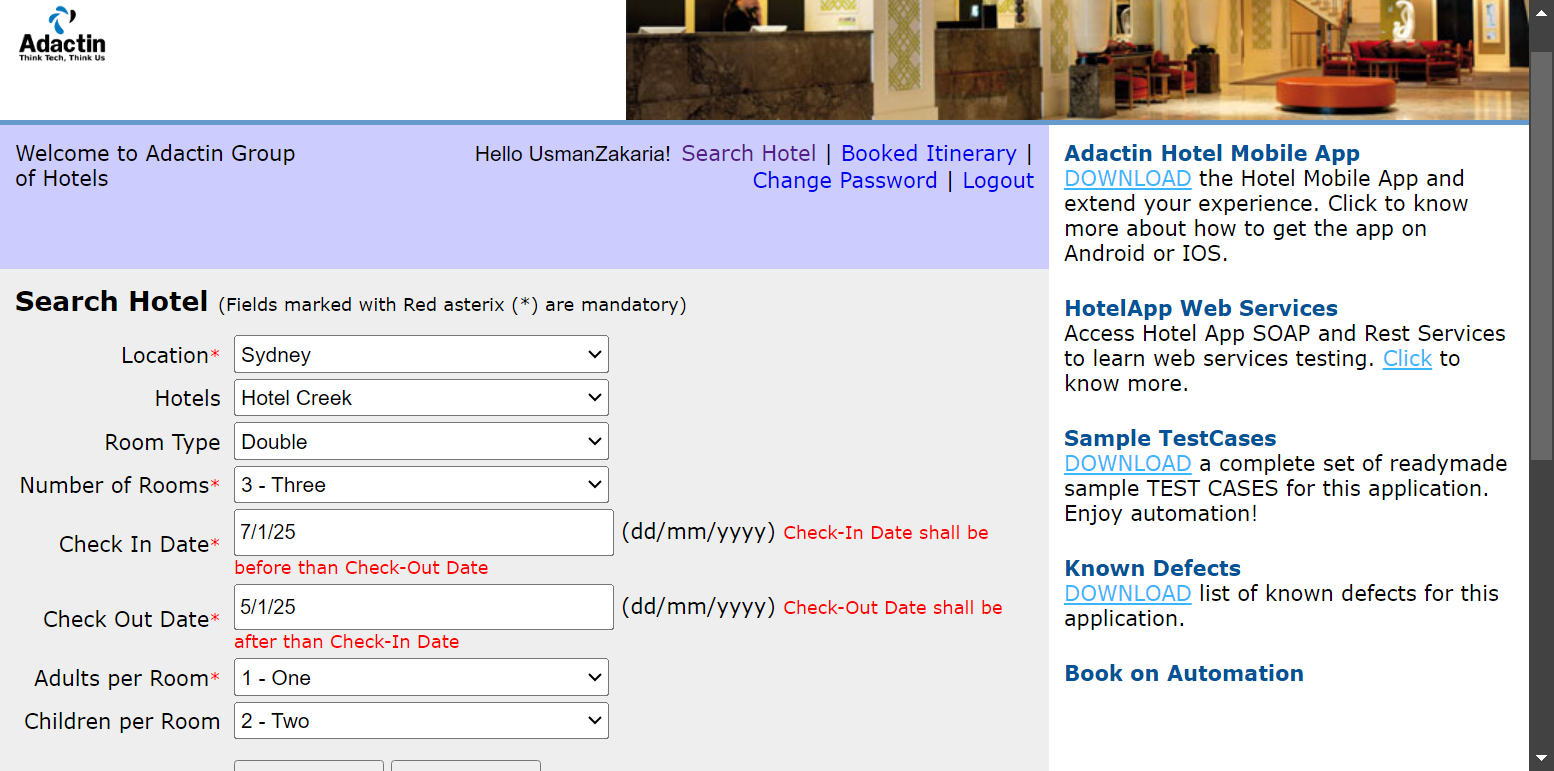 Adactin
Think Tech, Think Us
Welcome to Adactin Group
of Hotels
Hello UsmanZakaria! Search Hotel | Booked Itinerary |
Change Password | Logout
Search Hotel (Fields marked with Red asterix (*) are mandatory)
Location* Sydney
Hotels Hotel Creek
Room Type Double
Number of Rooms* 3 - Three
Check In Date* 7/1/25 (dd/mm/yyyy) Check-In Date shall be
before than Check-Out Date
Check Out Date* 5/1/25 (dd/mm/yyyy) Check-Out Date shall be
after than Check-In Date
Adults per Room* 1 - One
Children per Room 2 - Two
Adactin Hotel Mobile App
DOWNLOAD the Hotel Mobile App and
extend your experience. Click to know
more about how to get the app on
Android or IOS.
HotelApp Web Services
Access Hotel App SOAP and Rest Services
to learn web services testing. Click to
know more.
Sample TestCases
DOWNLOAD a complete set of readymade
sample TEST CASES for this application.
Enjoy automation!
Known Defects
DOWNLOAD list of known defects for this
application.
Book on Automation